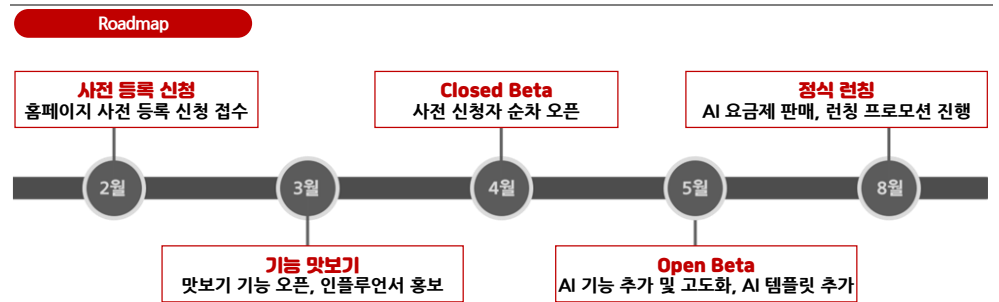 Roadmap
사전 등록 신청
홈페이지 사전 등록 신청 접수
Closed Beta
사전 신청자 순차 오픈
정식 런칭
AI 요금제 판매, 런칭 프로모션 진행
2월
3월
4월
5월
8월
기능 맛보기
맛보기 기능 오픈, 인플루언서 홍보
Open Beta
AI 기능 추가 및 고도화, AI 템플릿 추가